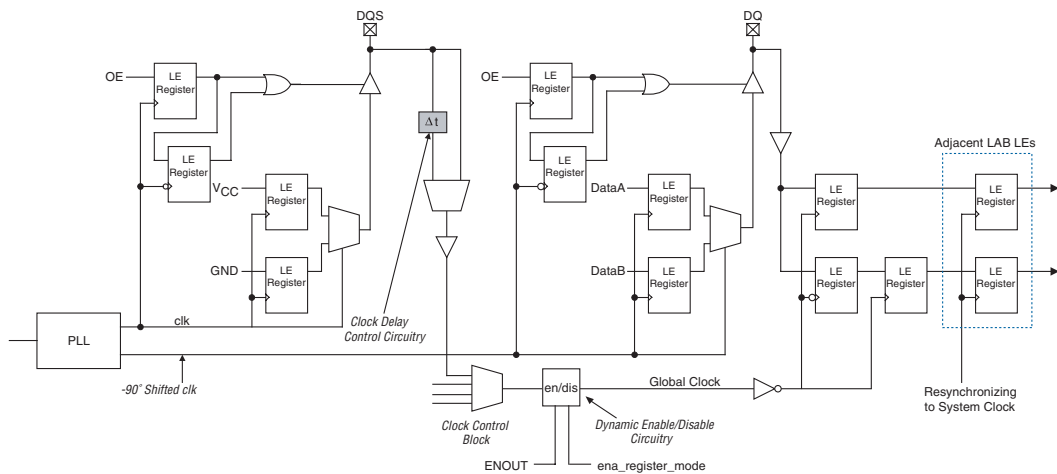 DQS
DQ
OE
LE
Register
LE
Register
VCC
LE
Register
GND
LE
Register
Δt
OE
LE
Register
LE
Register
DataA
LE
Register
DataB
LE
Register
Adjacent LAB LEs
LE
Register
LE
Register
LE
Register
LE
Register
LE
Register
clk
PLL
-90˚ Shifted clk
Clock Delay
Control Circuitry
Clock Control
Block
en/dis
Global Clock
Dynamic Enable/Disable
Circuitry
ENOUT
ena_register_mode
Resynchronizing
to System Clock